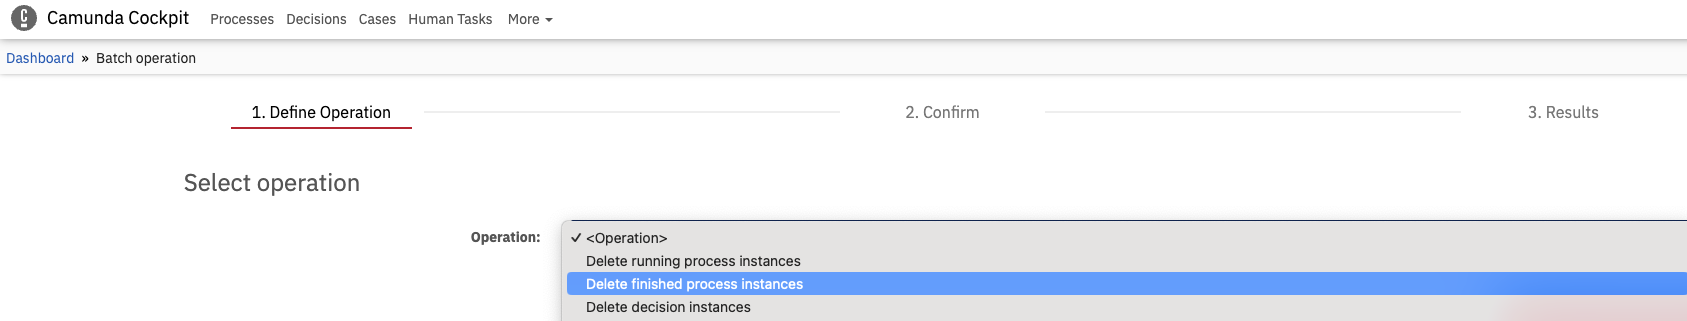 Camunda Cockpit Processes Decisions Cases Human Tasks More
Dashboard » Batch operation
1. Define Operation 2. Confirm 3. Results
Select operation
Operation: ✓ <Operation>
Delete running process instances
Delete finished process instances
Delete decision instances